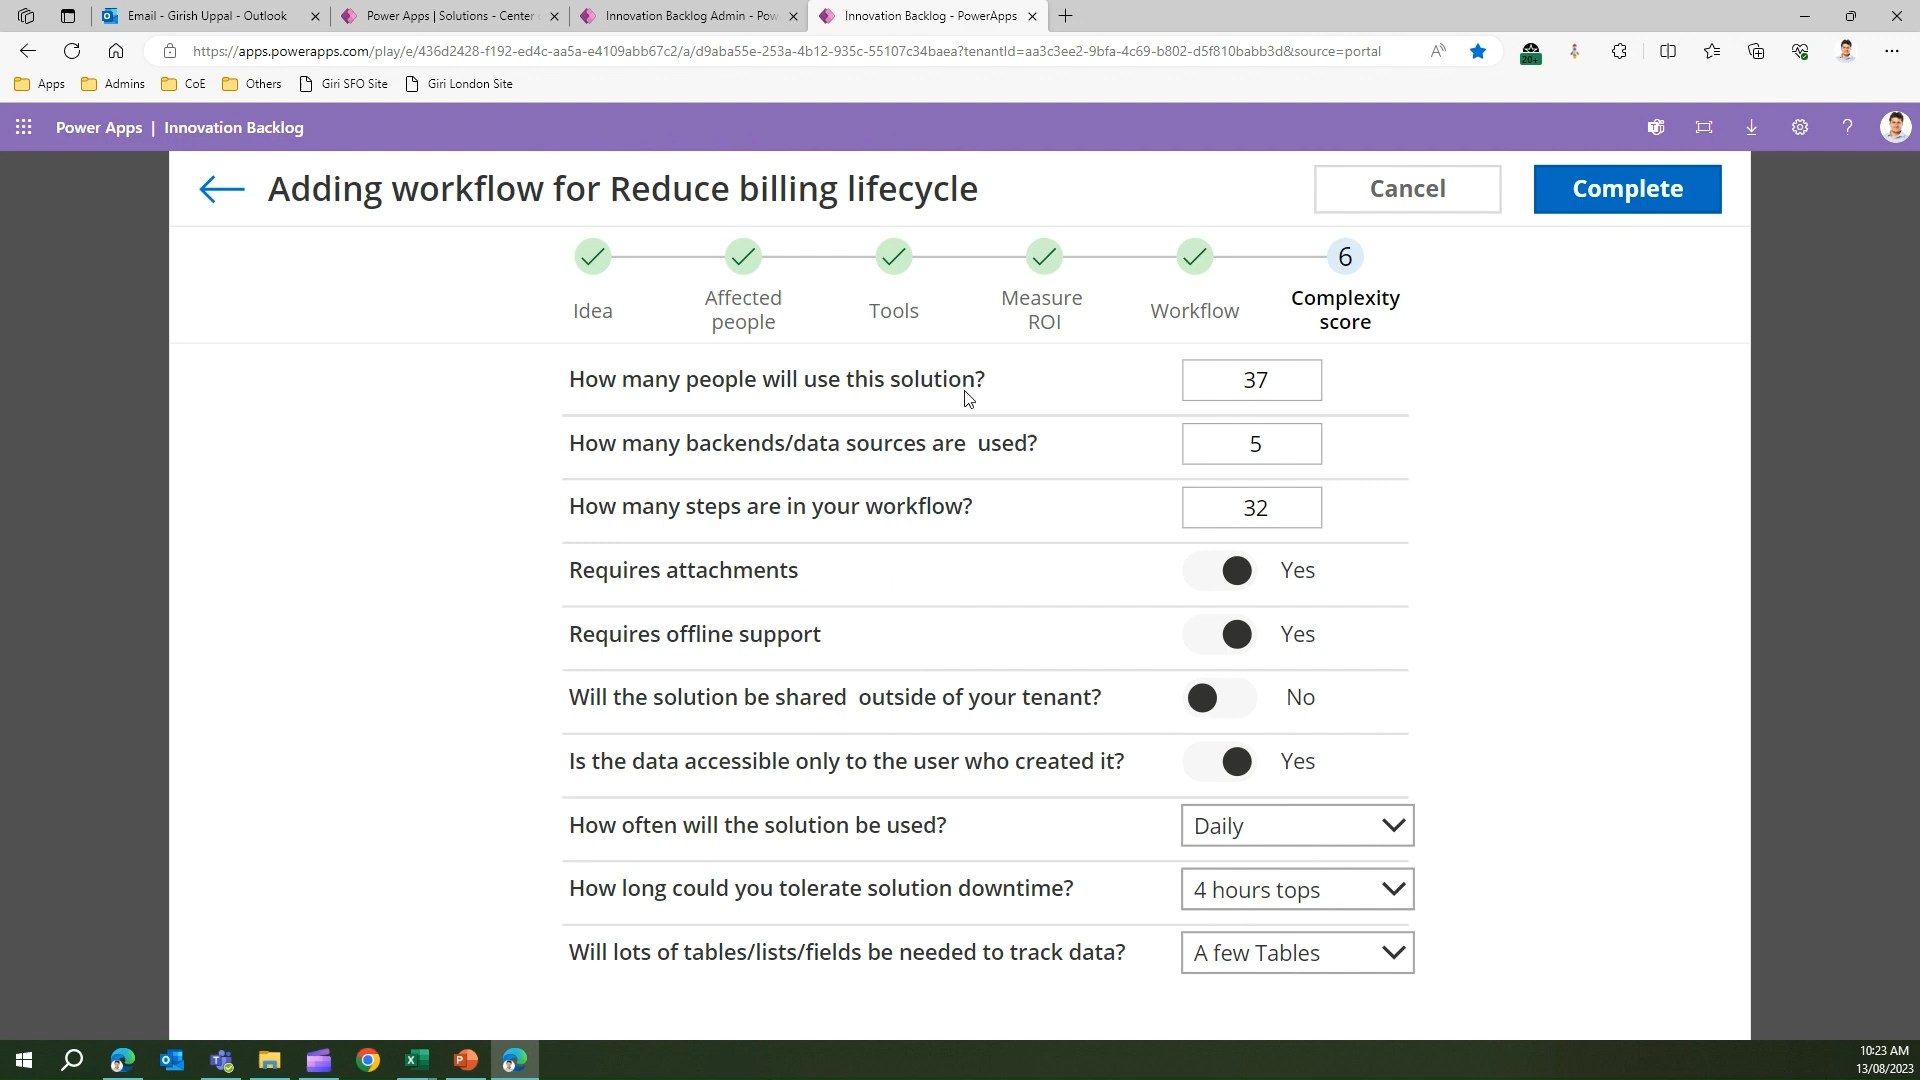 Email - Girish Uppal - Outlook
Power Apps | Solutions - Center
Innovation Backlog Admin - Pow
Innovation Backlog - PowerApps
https://apps.powerapps.com/play/e/436d2428-f192-ed4c-aa5a-e4109abb67c2/a/d9aba55e-253a-4b12-935c-55107c34baea?tenantId=aa3c3ee2-9bfa-4c69-b802-d5f810babb3d&source=portal
20+
Apps
Admins
CoE
Others
Giri SFO Site
Giri London Site
Power Apps | Innovation Backlog
Adding workflow for Reduce billing lifecycle
Cancel
Complete
6
Idea
Affected people
Tools
Measure ROI
Workflow
Complexity score
How many people will use this solution?
37
How many backends/data sources are used?
5
How many steps are in your workflow?
32
Requires attachments
Yes
Requires offline support
Yes
Will the solution be shared outside of your tenant?
No
Is the data accessible only to the user who created it?
Yes
How often will the solution be used?
Daily
How long could you tolerate solution downtime?
4 hours tops
Will lots of tables/lists/fields be needed to track data?
A few Tables
10:23 AM
13/08/2023